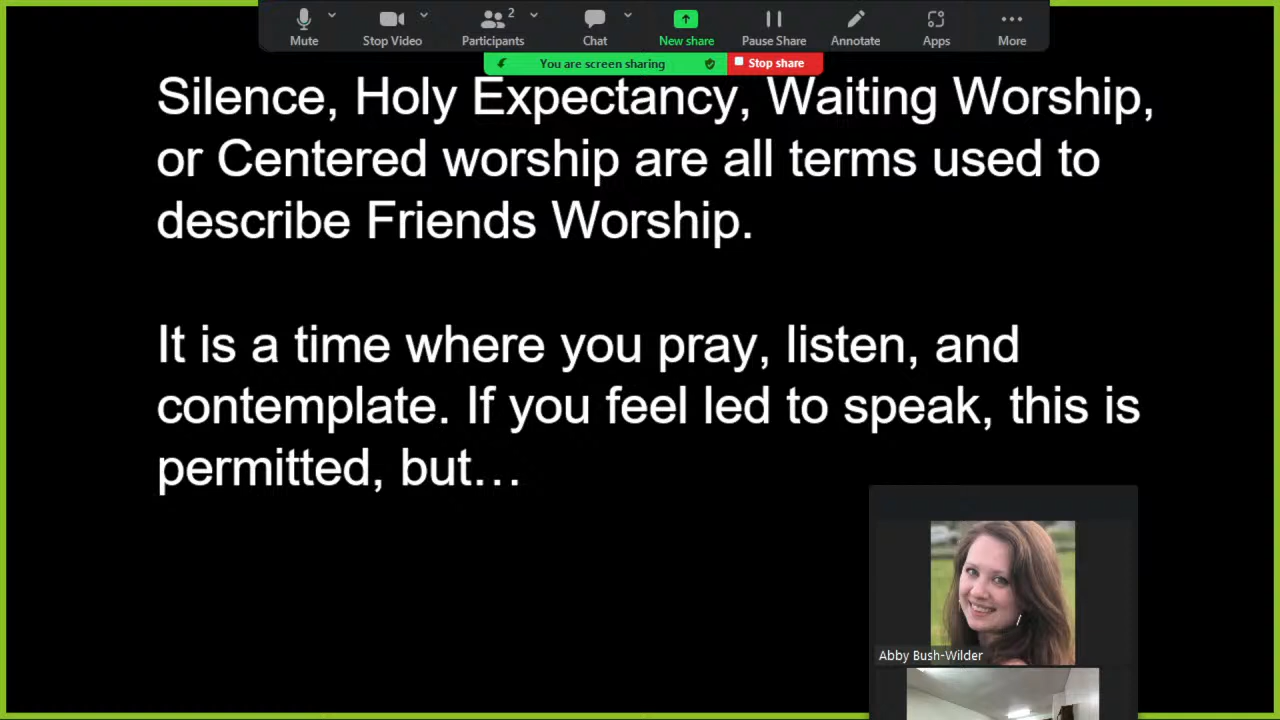 2
Mute
Stop Video
Participants
Chat
New share
Pause Share
Annotate
Apps
More
You are screen sharing
Stop share
Silence, Holy Expectancy, Waiting Worship,
or Centered worship are all terms used to
describe Friends Worship.
It is a time where you pray, listen, and
contemplate. If you feel led to speak, this is
permitted, but…
Abby Bush-Wilder